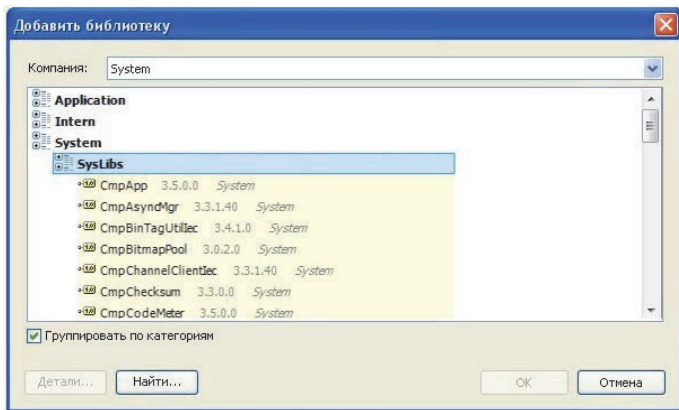 Добавить библиотеку
Компания: System
Application
Intern
System
SysLibs
CmpApp 3.5.0.0 System
CmpAsyncMgr 3.3.1.40 System
CmpBinTagUtilIec 3.4.1.0 System
CmpBitmapPool 3.0.2.0 System
CmpChannelClientIec 3.3.1.40 System
CmpChecksum 3.3.0.0 System
CmpCodeMeter 3.5.0.0 System
Группировать по категориям
Детали... Найти... OK Отмена